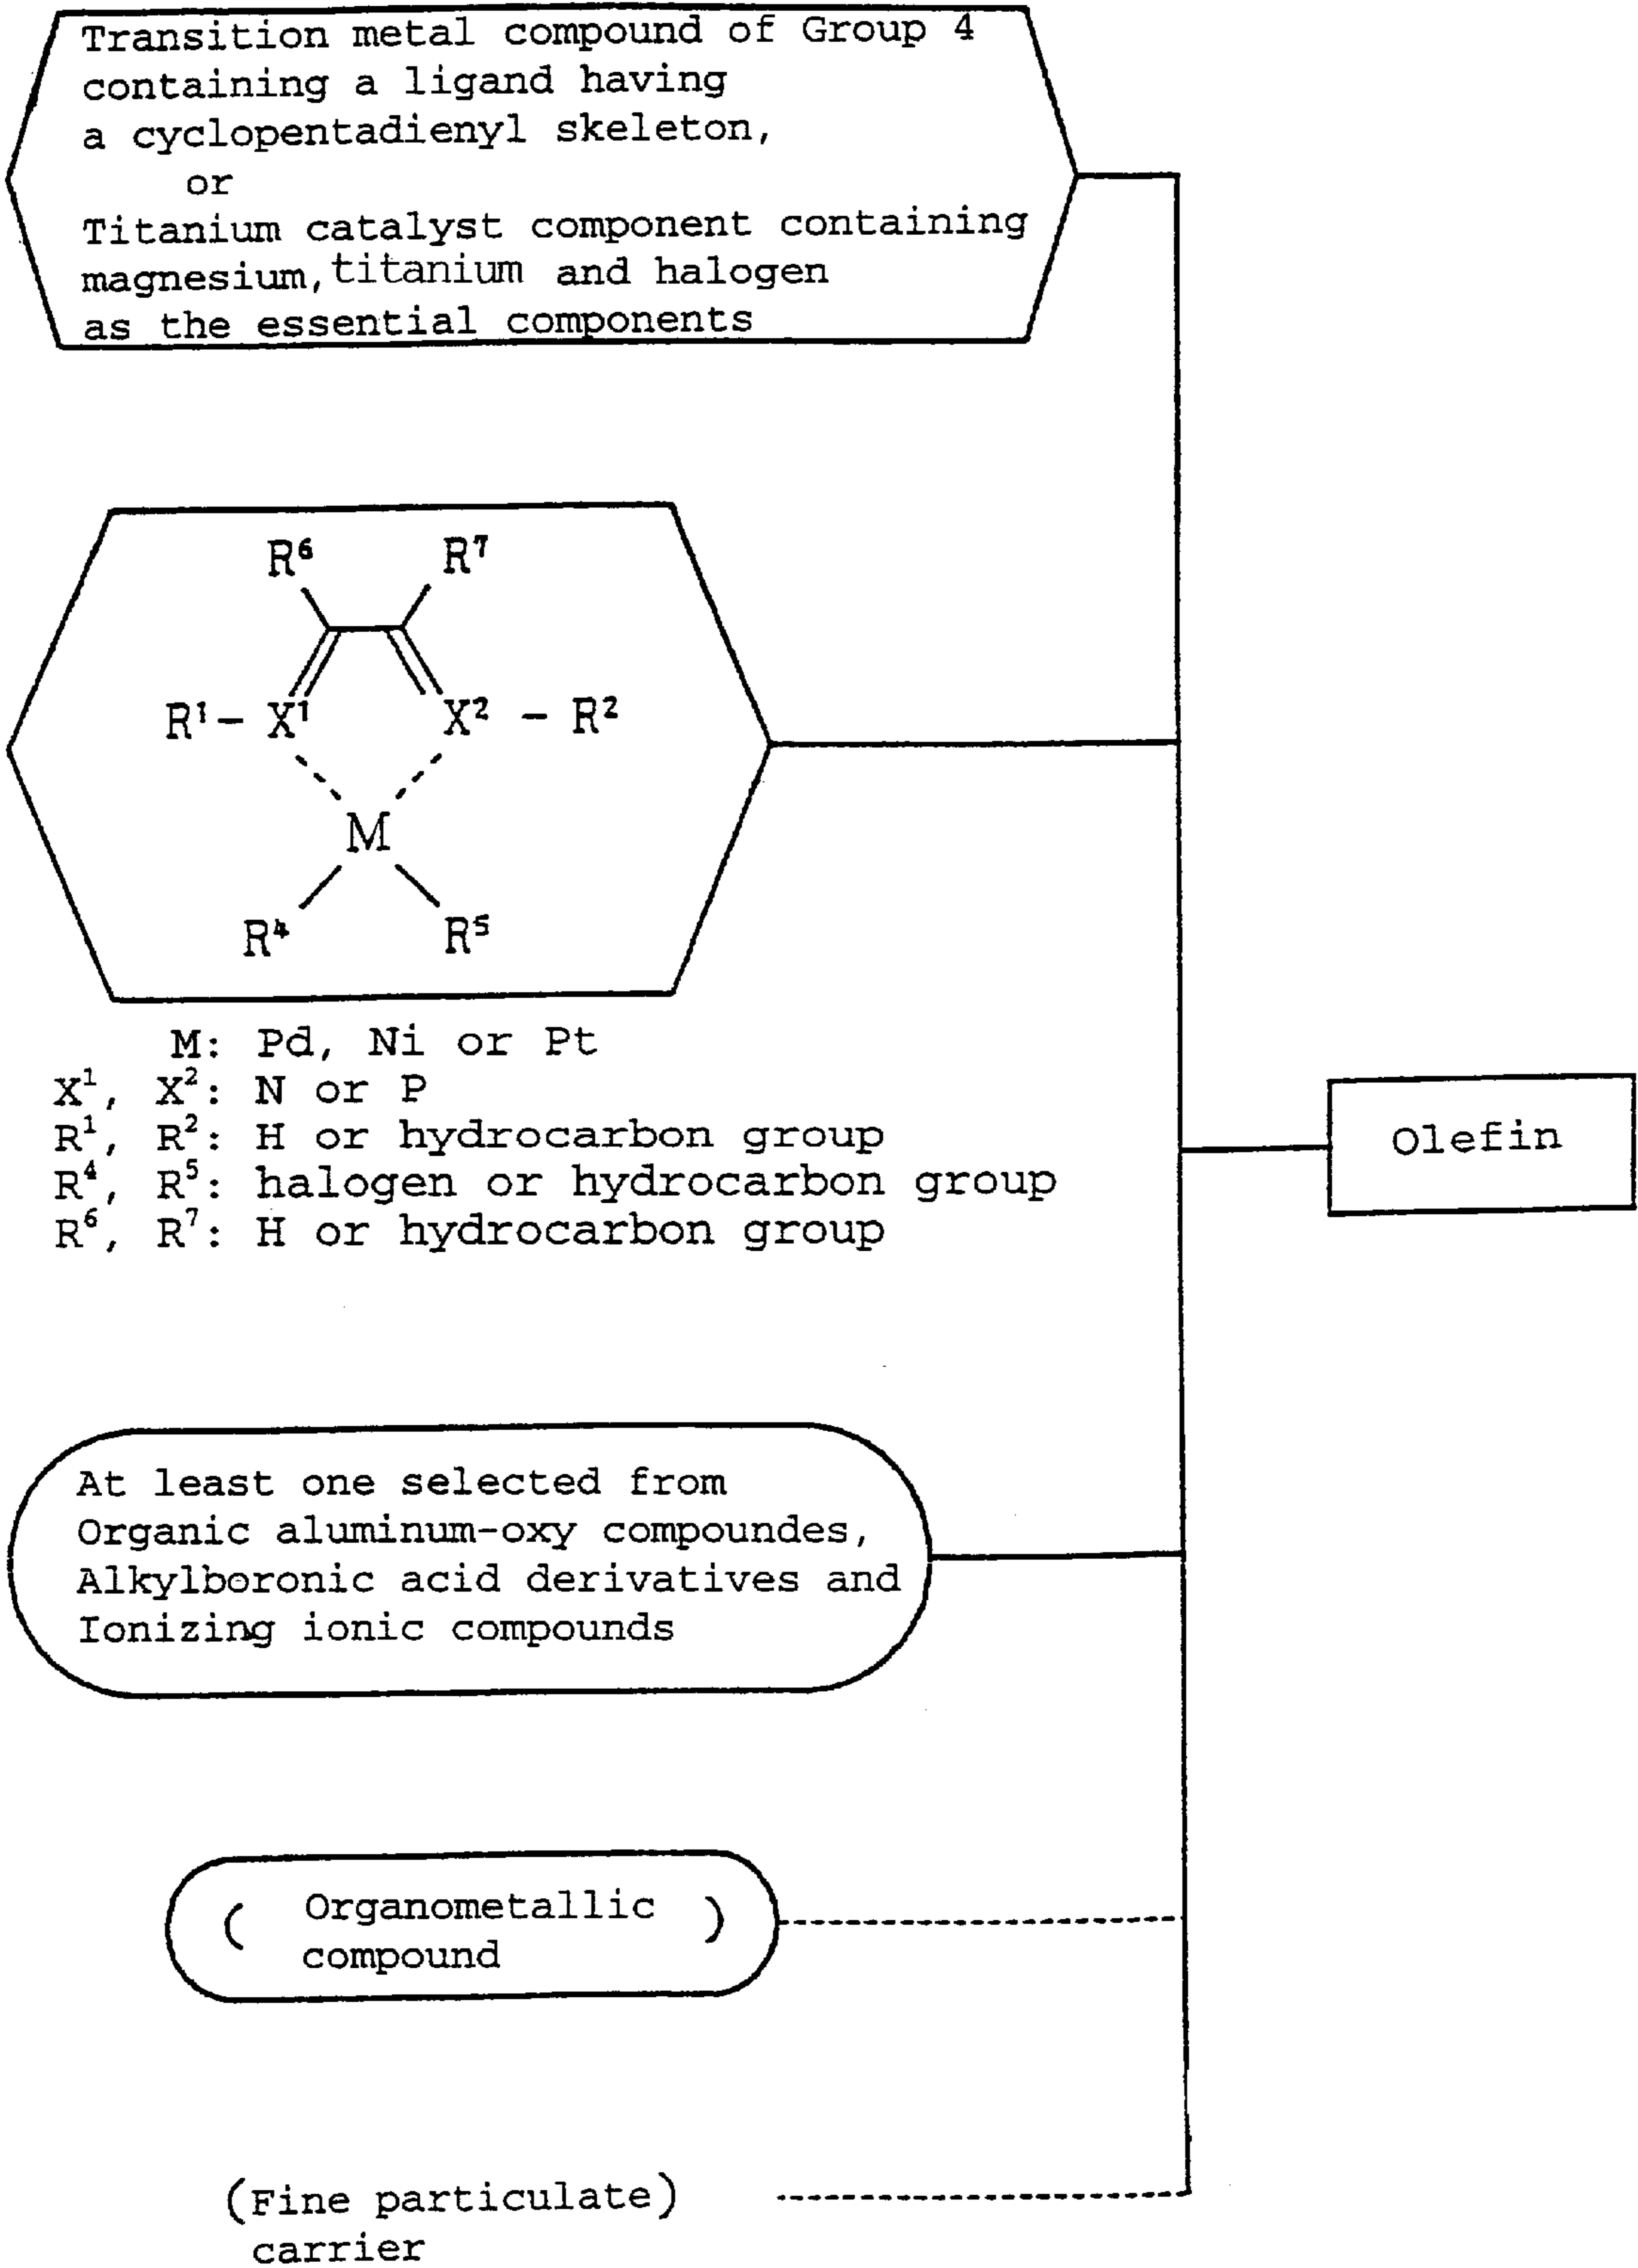 Transition metal compound of Group 4
containing a ligand having
a cyclopentadienyl skeleton,
or
Titanium catalyst component containing
magnesium, titanium and halogen
as the essential components
R⁶ R⁷
R¹ – X¹ X² – R²
M
R⁴ R⁵
M: Pd, Ni or Pt
X¹, X²: N or P
R¹, R²: H or hydrocarbon group
R⁴, R⁵: halogen or hydrocarbon group
R⁶, R⁷: H or hydrocarbon group
Olefin
At least one selected from
Organic aluminum-oxy compoundes,
Alkylboronic acid derivatives and
Ionizing ionic compounds
( Organometallic )
compound
(Fine particulate)
carrier